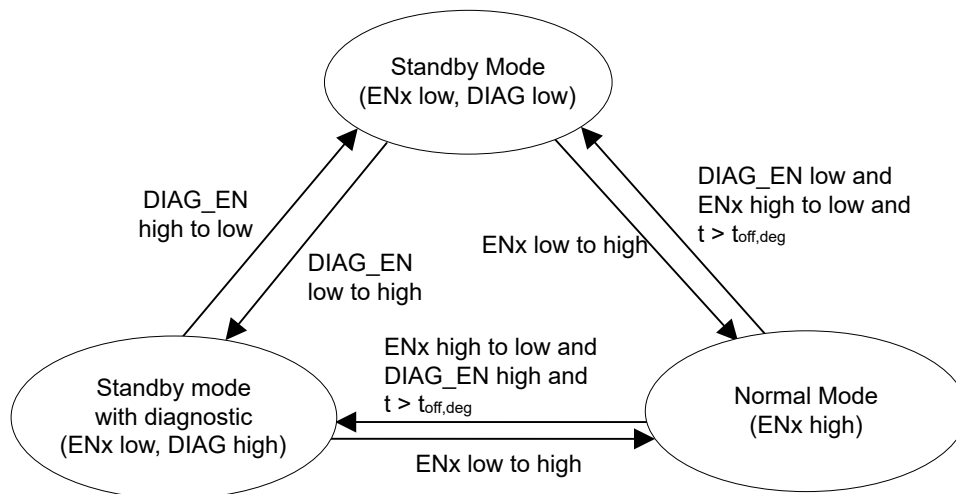 Standby Mode
(ENx low, DIAG low)
DIAG_EN
high to low
DIAG_EN
low to high
ENx low to high
DIAG_EN low and
ENx high to low and
t > toff,deg
ENx high to low and
DIAG_EN high and
t > toff,deg
Standby mode
with diagnostic
(ENx low, DIAG high)
Normal Mode
(ENx high)
ENx low to high